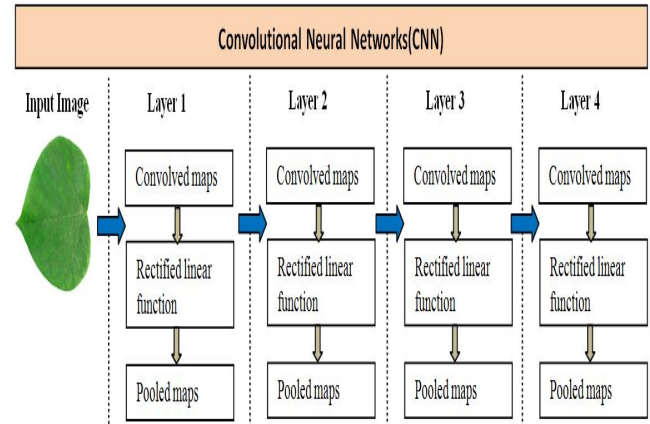 Convolutional Neural Networks(CNN)
Input Image
Layer 1
Layer 2
Layer 3
Layer 4
Convolved maps
Convolved maps
Convolved maps
Convolved maps
Rectified linear
function
Rectified linear
function
Rectified linear
function
Rectified linear
function
Pooled maps
Pooled maps
Pooled maps
Pooled maps